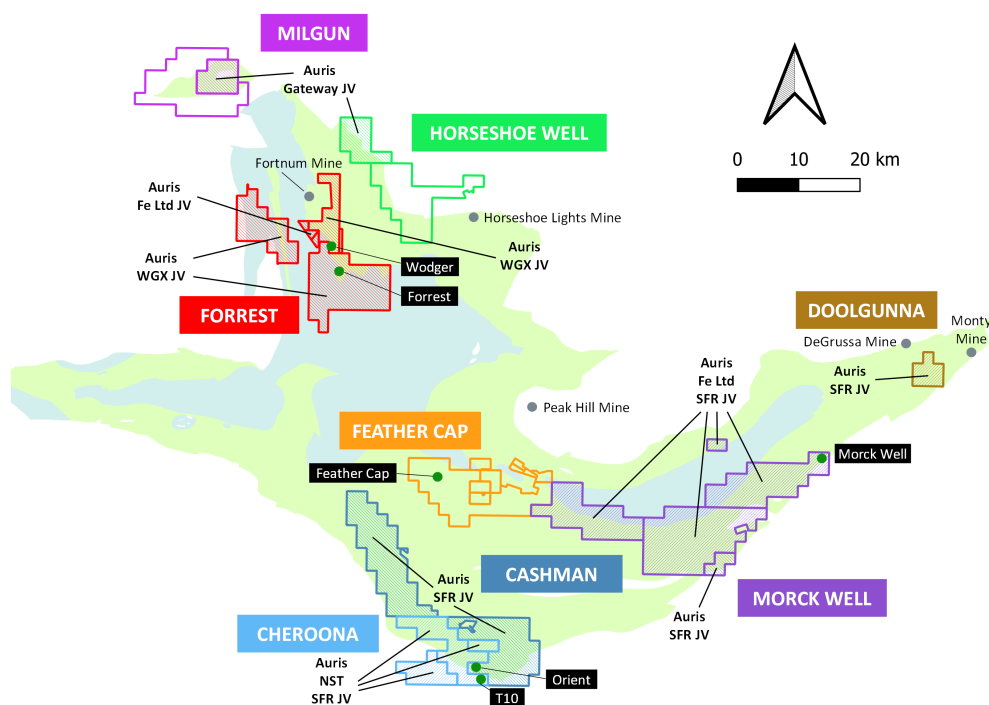 MILGUN
Auris
Gateway JV
HORSESHOE WELL
0 10 20 km
Fortnum Mine
Auris
Fe Ltd JV
Horseshoe Lights Mine
Auris
WGX JV
Auris
WGX JV
Wodger
Forrest
FORREST
DOOLGUNNA
Monty
Mine
DeGrussa Mine
Auris
Fe Ltd
SFR JV
Auris
SFR JV
Peak Hill Mine
FEATHER CAP
Morck Well
Feather Cap
CASHMAN
Auris
SFR JV
MORCK WELL
Auris
SFR JV
CHEROONA
Auris
NST
SFR JV
Orient
T10